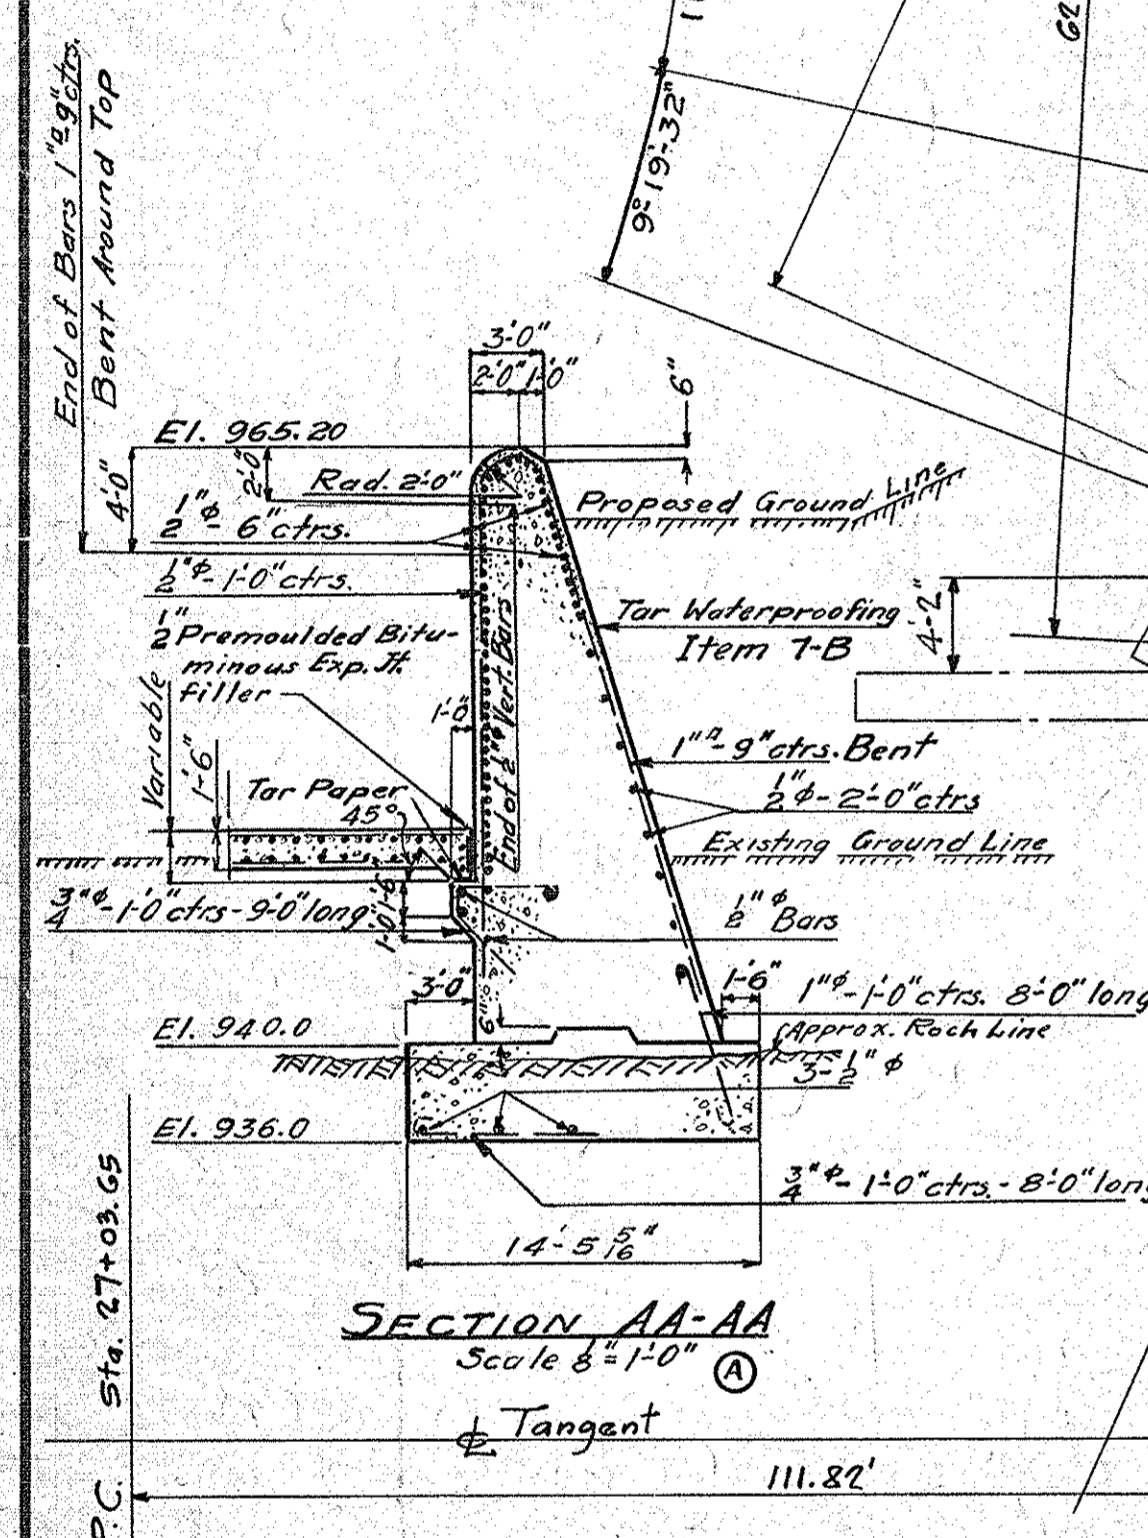 End of Bars 1"⌑-9"ctrs.
Bent Around Top
9°-19'-32"
62
3'-0"
2'-0" 1'-0"
6"
El. 965.20
2'-0"
4'-0"
Rad. 2'-0"
1/2"φ - 6"ctrs.
1/2"φ - 1'-0"ctrs.
Proposed Ground Line
Tar Waterproofing
Item 7-B
4'-2"
1/2" Premoulded Bitu-
minous Exp. Jt.
filler
Variable
1'-6"
1'-0"
End of 1/2"φ Vert. Bars
1"⌑-9"ctrs. Bent
1/2"φ-2'-0"ctrs
Tar Paper
45°
Existing Ground Line
3/4"φ-1'-0"ctrs-9'-0"long
1'-6"
1'-0"
1/2"φ Bars
3'-0"
6"
1'-6"
1"φ-1'-0"ctrs. 8'-0"long
El. 940.0
Approx. Rock Line
3-1/2"φ
El. 936.0
3/4"φ-1'-0"ctrs.-8'-0"long
14'-5 5/16"
SECTION AA-AA
Scale 1/8"=1'-0" A
℄ Tangent
111.82'
P.C. Sta. 27+03.65